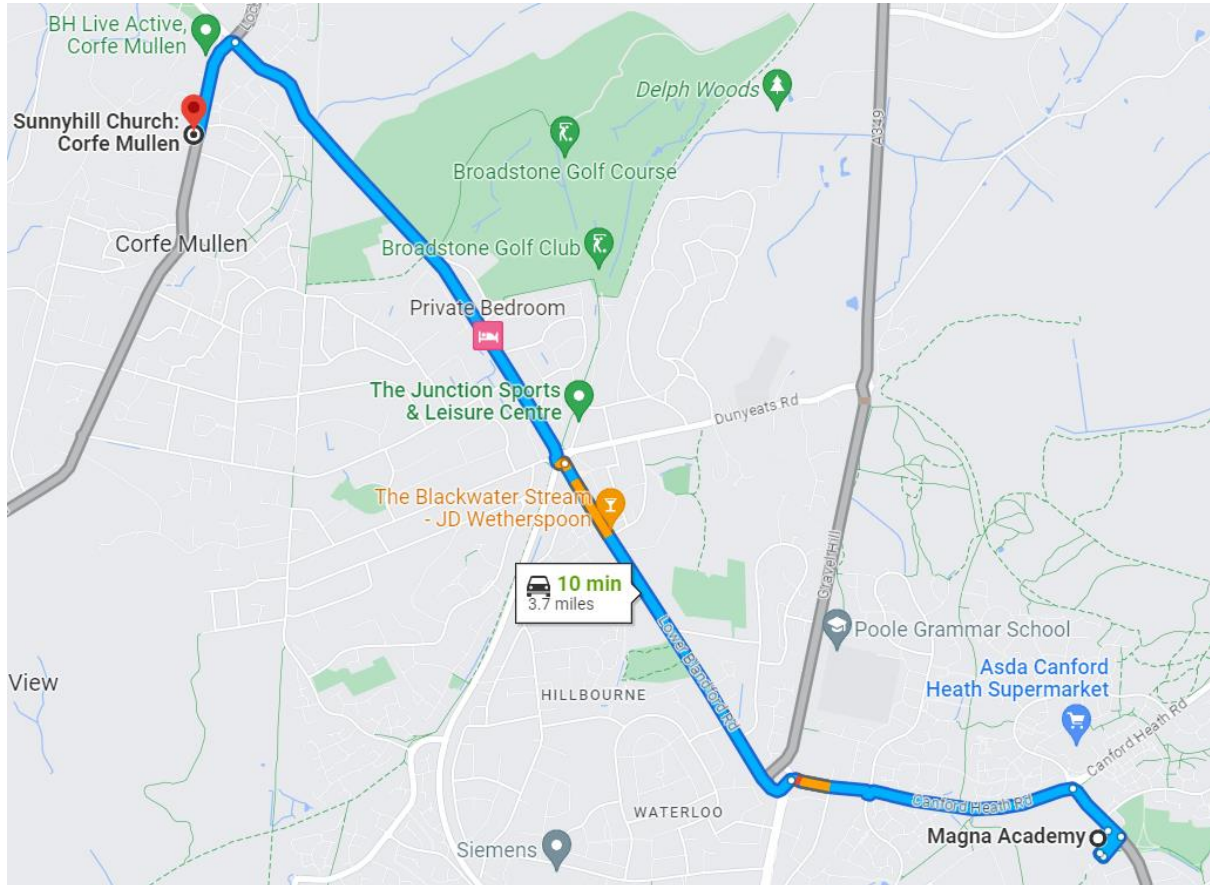 BH Live Active,
Corfe Mullen
Sunnyhill Church:
Corfe Mullen
Delph Woods
A349
Broadstone Golf Course
Corfe Mullen
Broadstone Golf Club
Private Bedroom
The Junction Sports
& Leisure Centre
Dunyeats Rd
The Blackwater Stream
- JD Wetherspoon
10 min
3.7 miles
Gravel Hill
Poole Grammar School
Lower Blandford Rd
Asda Canford
Heath Supermarket
View
HILLBOURNE
Canford Heath Rd
Canford Heath Rd
WATERLOO
Magna Academy
Siemens